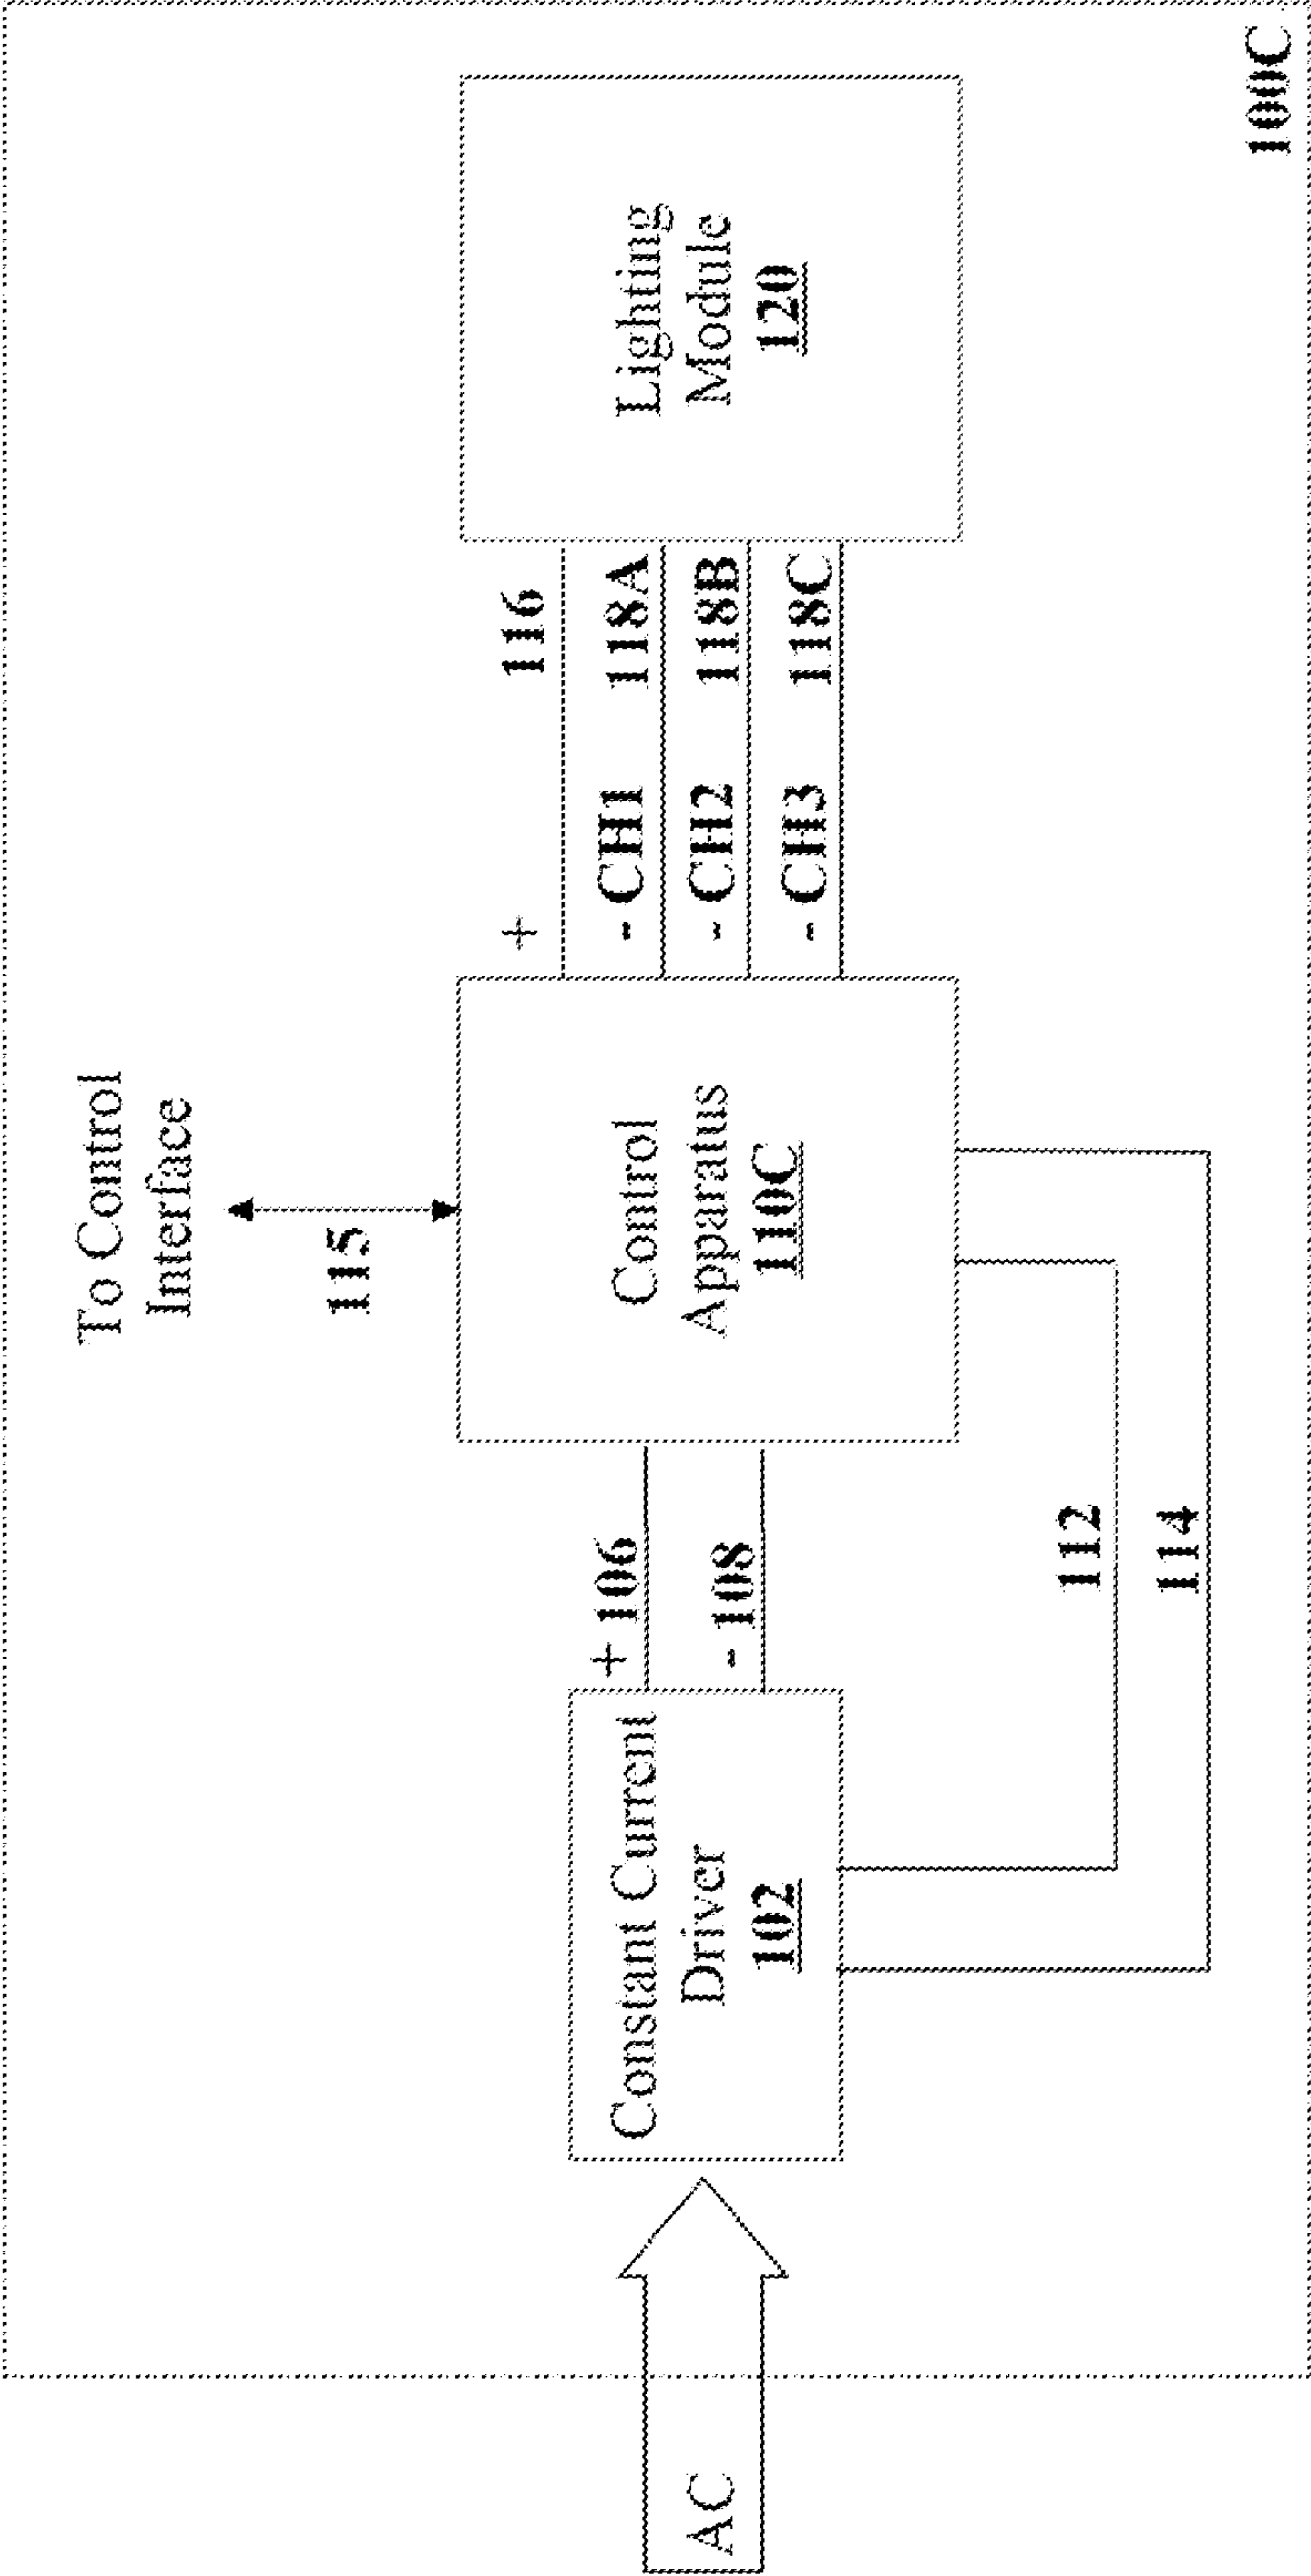 To Control
Interface
115
AC
Constant Current
Driver
102
+ 106
- 108
Control
Apparatus
110C
+ 116
- CH1 118A
- CH2 118B
- CH3 118C
Lighting
Module
120
112
114
100C